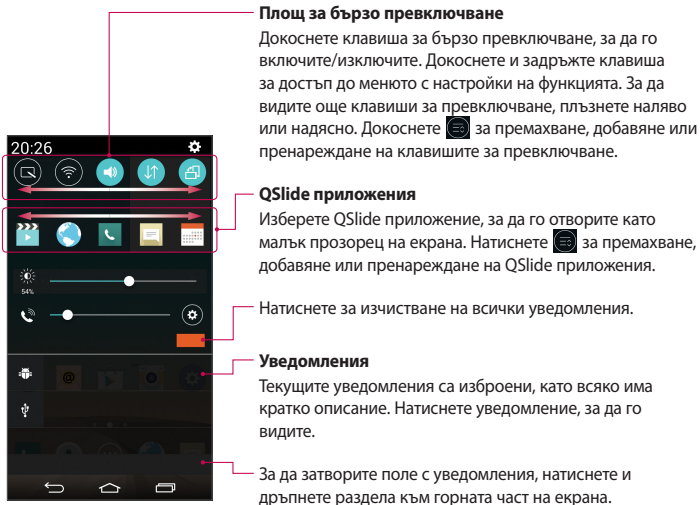 Площ за бързо превключване
Докоснете клавиша за бързо превключване, за да го
включите/изключите. Докоснете и задръжте клавиша
за достъп до менюто с настройки на функцията. За да
видите още клавиши за превключване, плъзнете наляво
или надясно. Докоснете за премахване, добавяне или
пренареждане на клавишите за превключване.
QSlide приложения
Изберете QSlide приложение, за да го отворите като
малък прозорец на екрана. Натиснете за премахване,
добавяне или пренареждане на QSlide приложения.
Натиснете за изчистване на всички уведомления.
Уведомления
Текущите уведомления са изброени, като всяко има
кратко описание. Натиснете уведомление, за да го
видите.
За да затворите поле с уведомления, натиснете и
дръпнете раздела към горната част на екрана.
20:26
54%